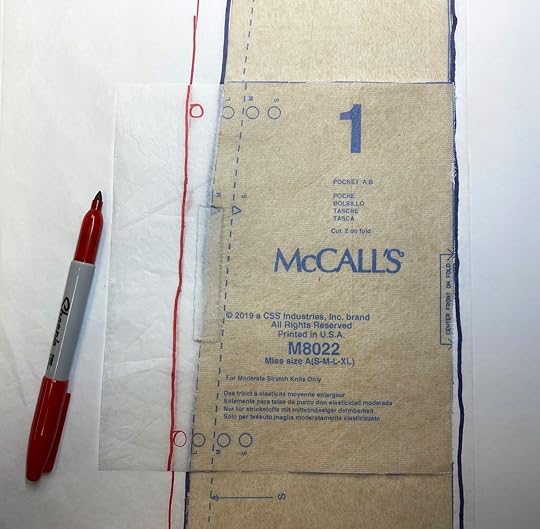 L M S
1
POCKET A B
POCHE
BOLSILLO
TASCHE
TASCA
Cut 2 on fold
M S
McCALL'S®
CENTER FRONT ON FOLD
© 2019 a CSS Industries, Inc. brand
All Rights Reserved
Printed in U.S.A.
M8022
Miss size A(S-M-L-XL)
For Moderate Stretch Knits Only
Des tricot à élasticité moyenne enlargeur
Solamente para telas de punto don elasticidad moderada
Nur für strickstoffe mit mittelmässiger dehnbarkeit
Solo per tessuto maglia moderatamente elasticizzato
L M S
S
Sharpie